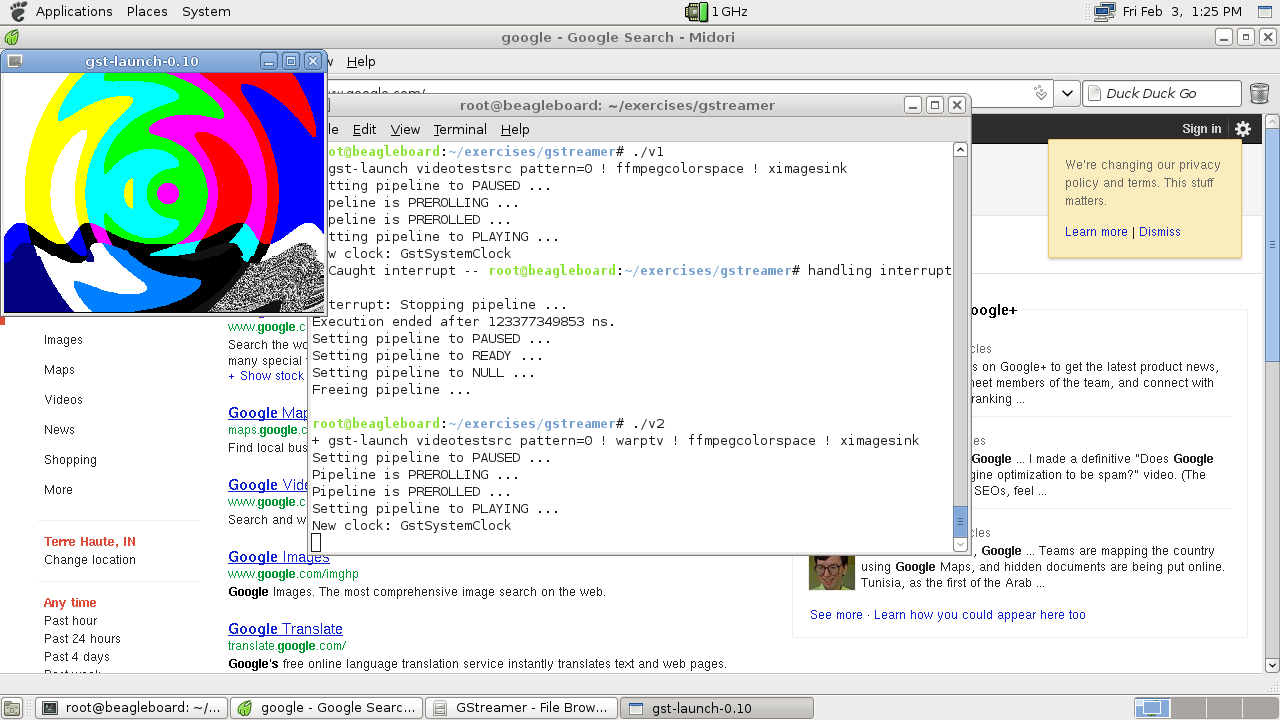 Applications Places System
1 GHz
Fri Feb 3, 1:25 PM
google - Google Search - Midori
gst-launch-0.10
Help
Duck Duck Go
root@beagleboard: ~/exercises/gstreamer
Edit View Terminal Help
Sign in
We're changing our privacy
policy and terms. This stuff
matters.
Learn more | Dismiss
ot@beagleboard:~/exercises/gstreamer# ./v1
gst-launch videotestsrc pattern=0 ! ffmpegcolorspace ! ximagesink
tting pipeline to PAUSED ...
peline is PREROLLING ...
peline is PREROLLED ...
tting pipeline to PLAYING ...
w clock: GstSystemClock
Caught interrupt -- root@beagleboard:~/exercises/gstreamer# handling interrupt
terrupt: Stopping pipeline ...
Execution ended after 123377349853 ns.
Setting pipeline to PAUSED ...
Setting pipeline to READY ...
Setting pipeline to NULL ...
Freeing pipeline ...
root@beagleboard:~/exercises/gstreamer# ./v2
+ gst-launch videotestsrc pattern=0 ! warptv ! ffmpegcolorspace ! ximagesink
Setting pipeline to PAUSED ...
Pipeline is PREROLLING ...
Pipeline is PREROLLED ...
Setting pipeline to PLAYING ...
New clock: GstSystemClock
Images
Maps
Videos
News
Shopping
More
Terre Haute, IN
Change location
Any time
Past hour
Past 24 hours
Past 4 days
www.google.c
Search the wo
many special
+ Show stock
Google Map
maps.google.c
Find local bus
Google Vide
www.google.c
Search and w
Google Images
www.google.com/imghp
Google Images. The most comprehensive image search on the web.
Google Translate
translate.google.com/
Google's free online language translation service instantly translates text and web pages.
oogle+
cles
s on Google+ to get the latest product news,
neet members of the team, and connect with
ranking ...
es
Google ... I made a definitive "Does Google
gine optimization to be spam?" video. (The
SEOs, feel ...
cles
, Google ... Teams are mapping the country
using Google Maps, and hidden documents are being put online.
Tunisia, as the first of the Arab ...
See more · Learn how you could appear here too
root@beagleboard: ~/...
google - Google Searc...
GStreamer - File Brow...
gst-launch-0.10